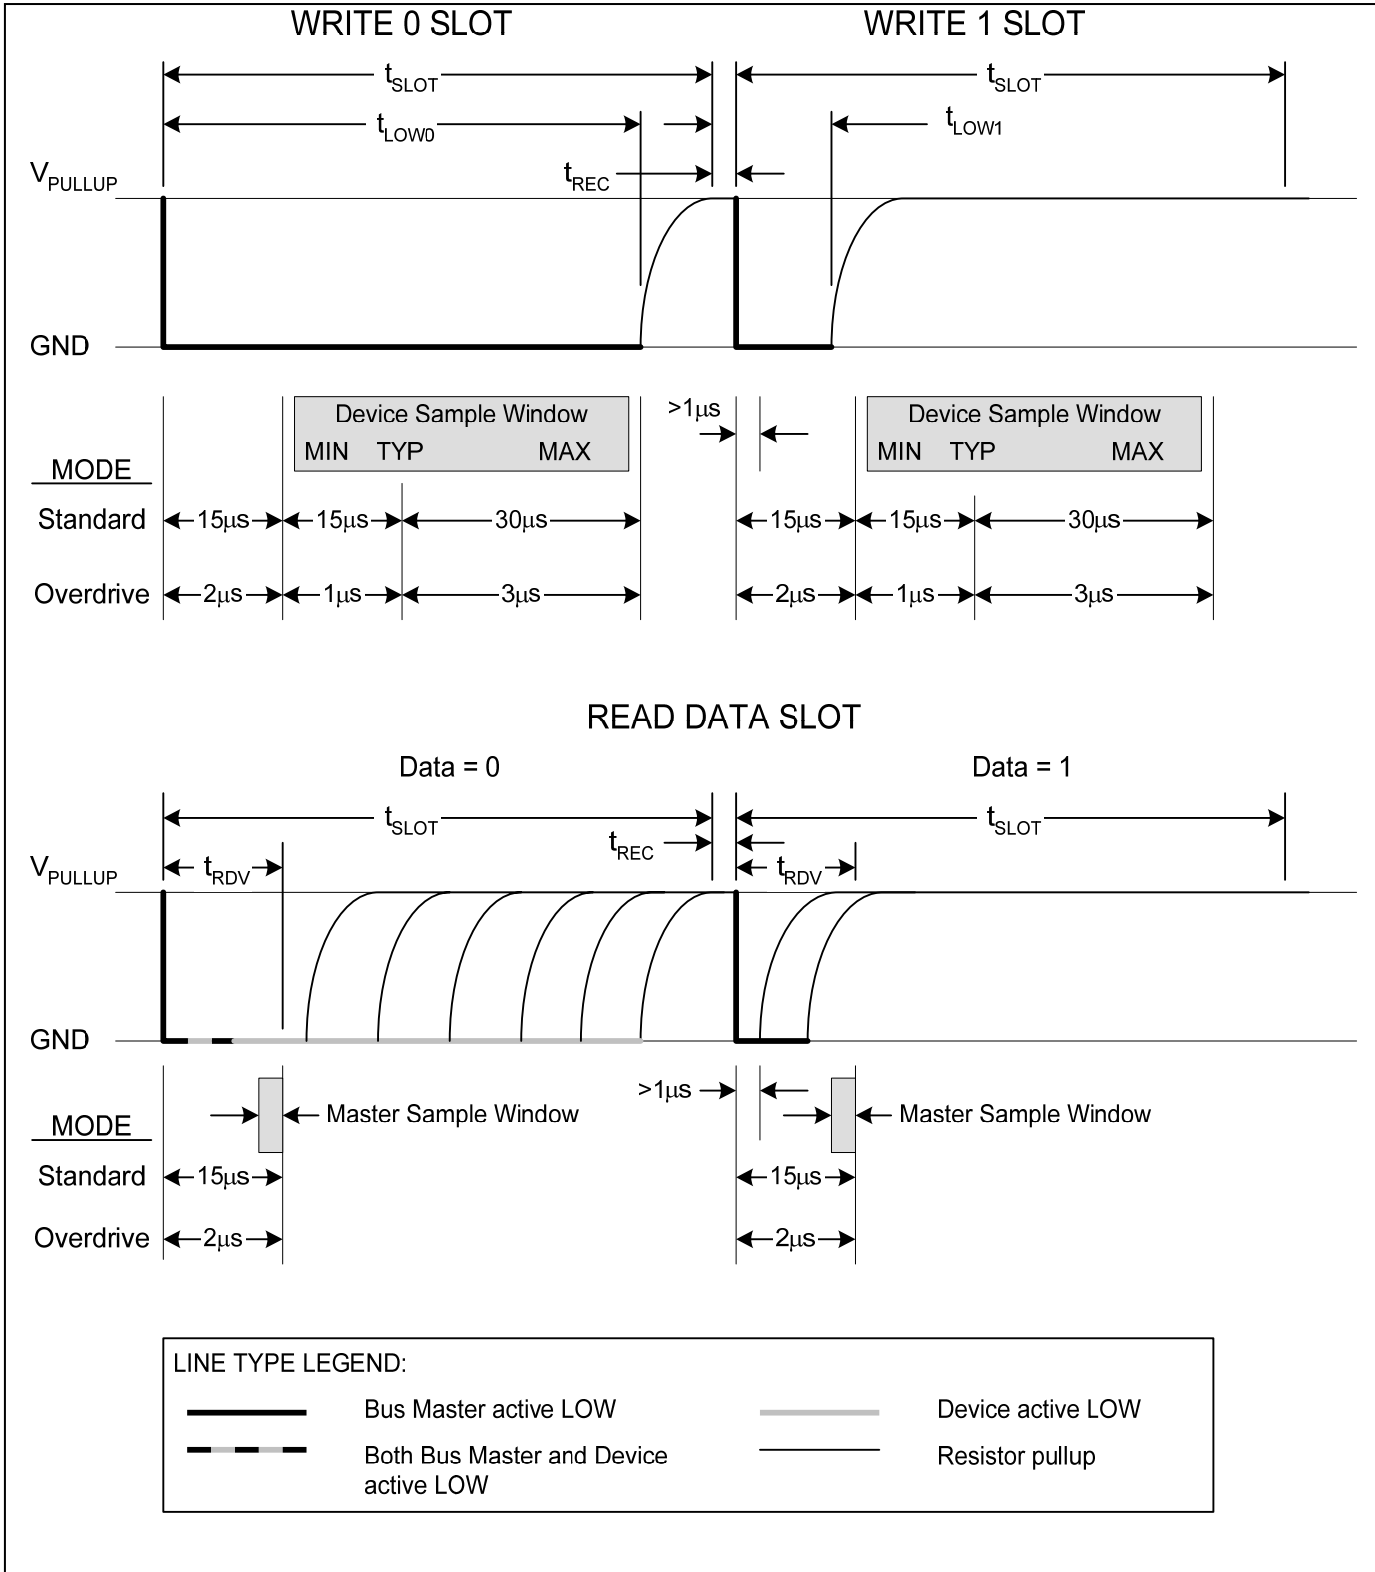 WRITE 0 SLOT WRITE 1 SLOT
tSLOT tSLOT
tLOW0 tLOW1
VPULLUP tREC
GND
Device Sample Window >1μs Device Sample Window
MIN TYP MAX MIN TYP MAX
MODE
Standard 15μs 15μs 30μs 15μs 15μs 30μs
Overdrive 2μs 1μs 3μs 2μs 1μs 3μs
READ DATA SLOT
Data = 0 Data = 1
tSLOT tSLOT
tREC
VPULLUP tRDV tRDV
GND
>1μs
Master Sample Window Master Sample Window
MODE
Standard 15μs 15μs
Overdrive 2μs 2μs
LINE TYPE LEGEND:
Bus Master active LOW Device active LOW
Both Bus Master and Device Resistor pullup
active LOW